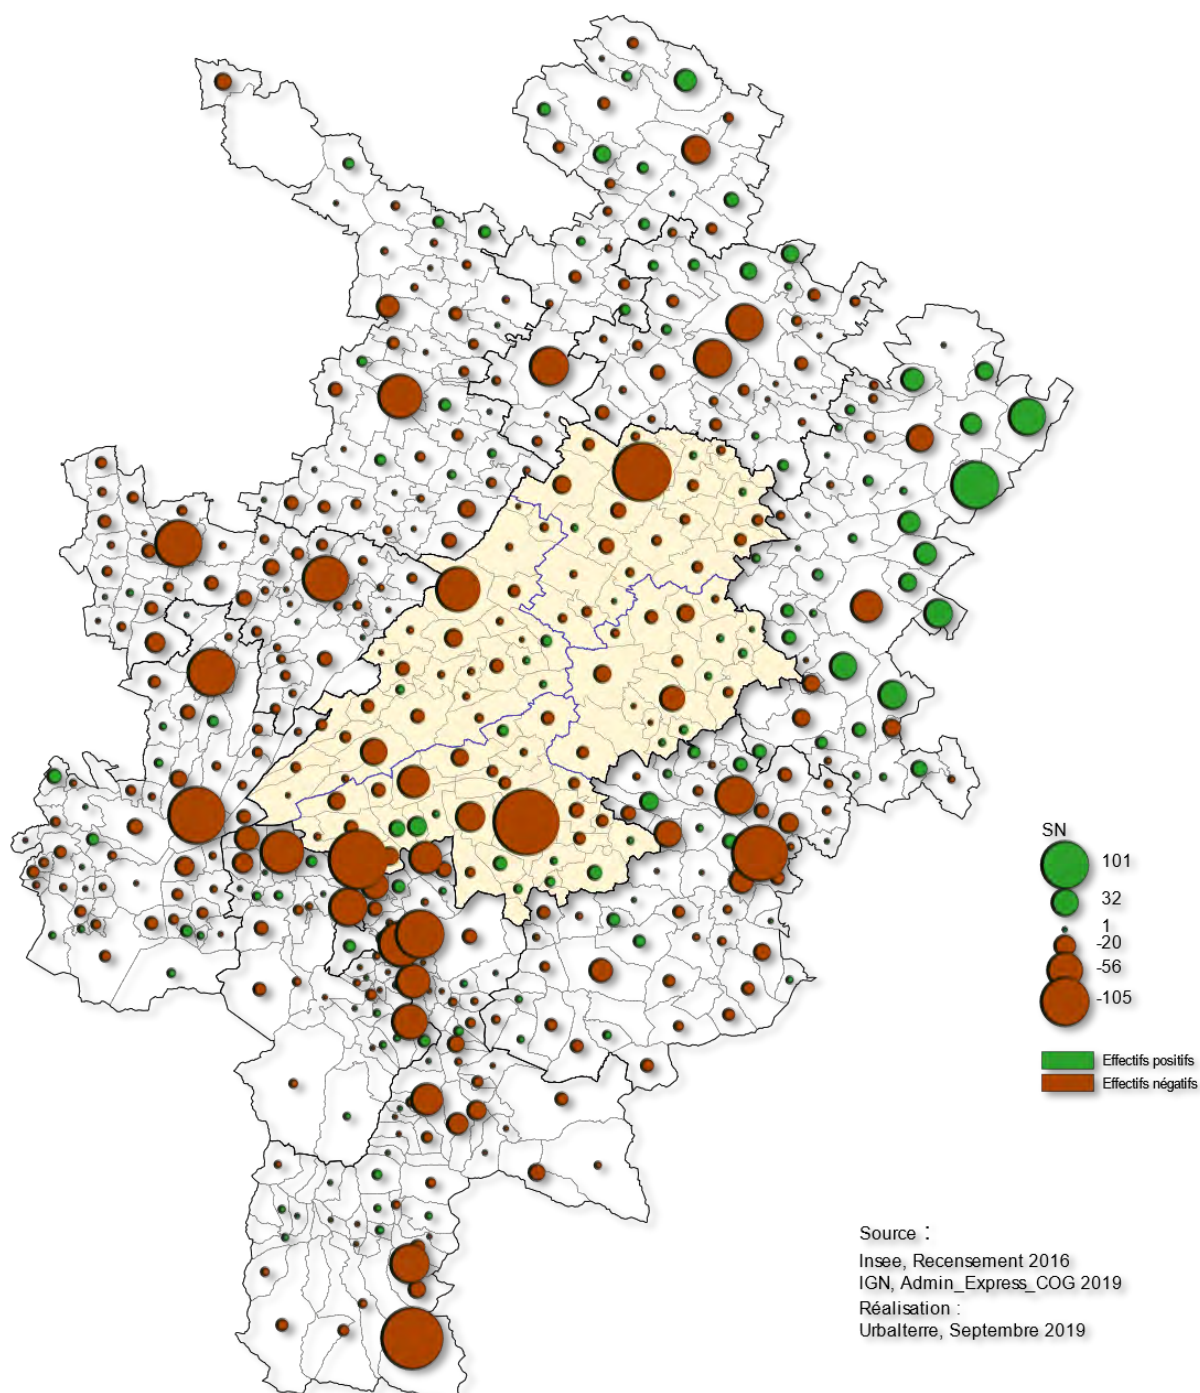 SN
101
32
1
-20
-56
-105
Effectifs positifs
Effectifs négatifs
Source :
Insee, Recensement 2016
IGN, Admin_Express_COG 2019
Réalisation :
Urbalterre, Septembre 2019